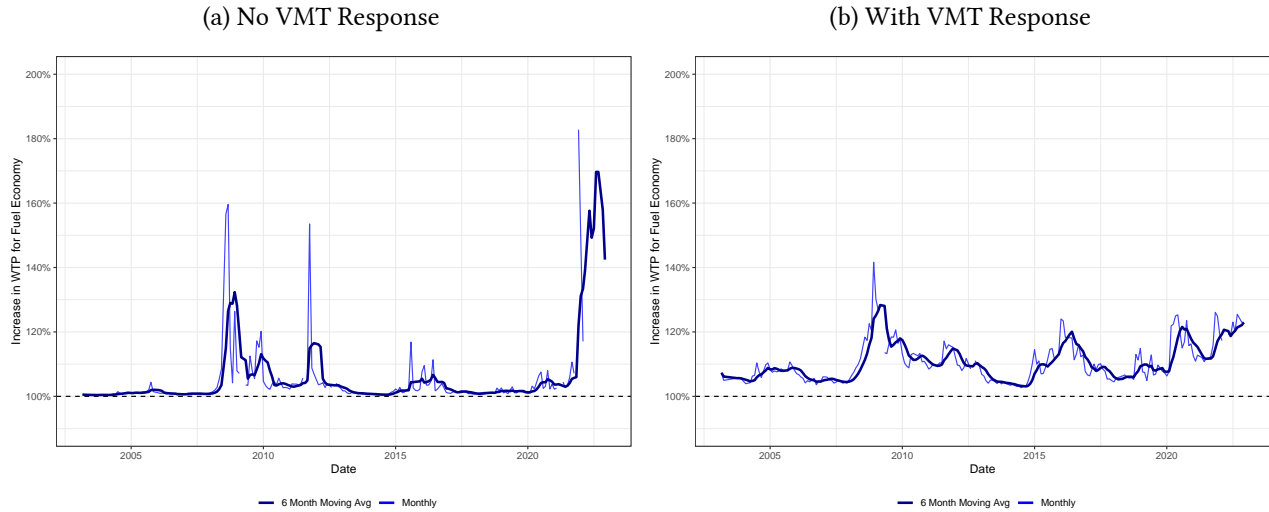 (a) No VMT Response
200%
180%
160%
140%
120%
100%
Increase in WTP for Fuel Economy
2005 2010 2015 2020
Date
6 Month Moving Avg Monthly
(b) With VMT Response
200%
180%
160%
140%
120%
100%
Increase in WTP for Fuel Economy
2005 2010 2015 2020
Date
6 Month Moving Avg Monthly